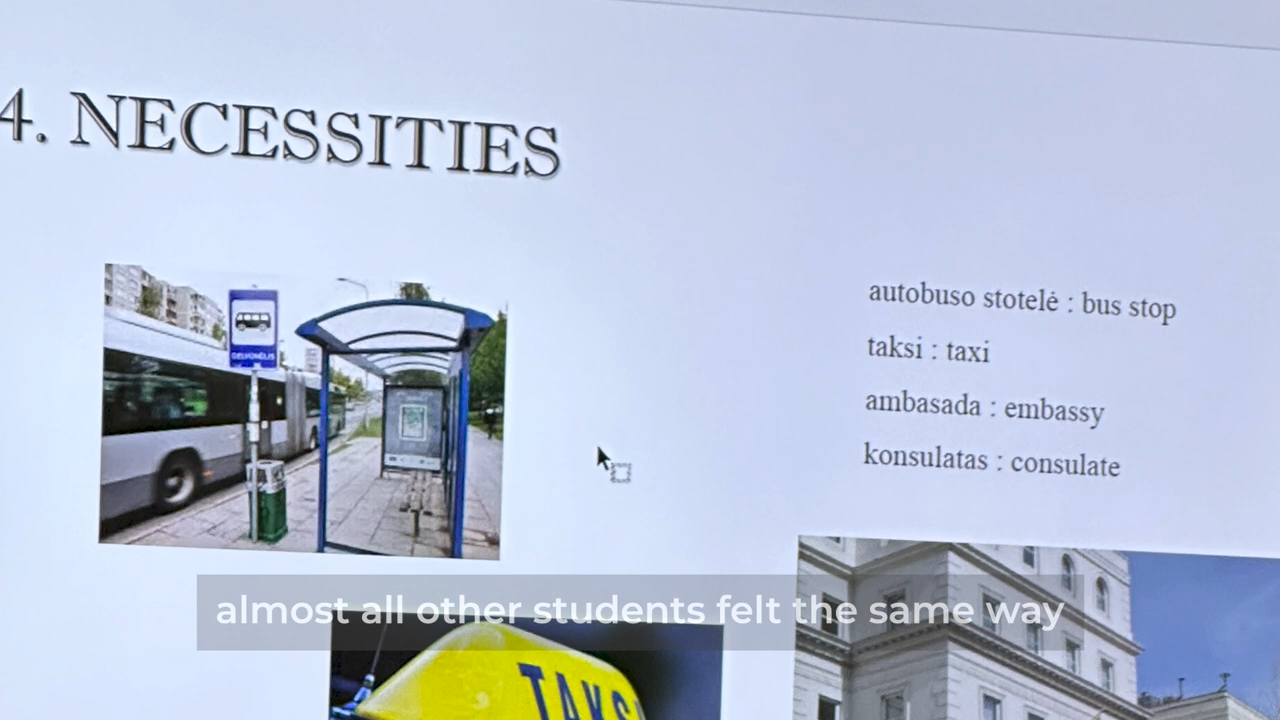 4. NECESSITIES
autobuso stotelė : bus stop
taksi : taxi
ambasada : embassy
konsulatas : consulate
almost all other students felt the same way